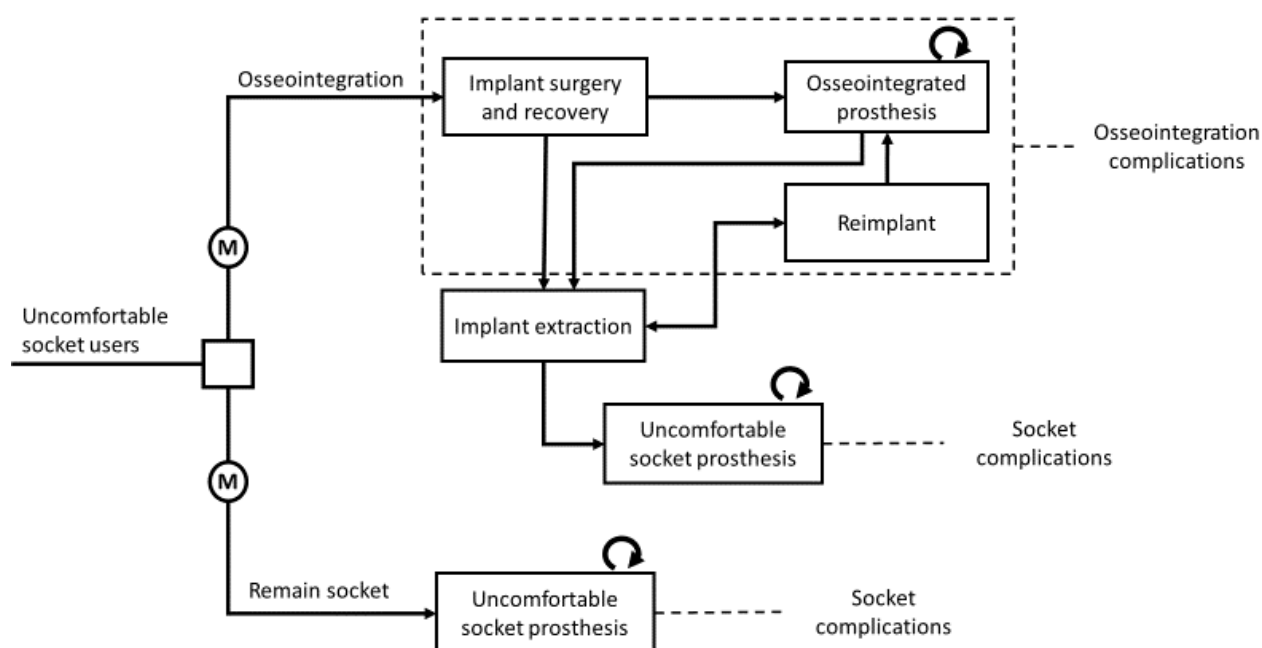 Osseointegration
Implant surgery
and recovery
Osseointegrated
prosthesis
Osseointegration
complications
M
Reimplant
Uncomfortable
socket users
Implant extraction
Uncomfortable
socket prosthesis
Socket
complications
M
Remain socket
Uncomfortable
socket prosthesis
Socket
complications